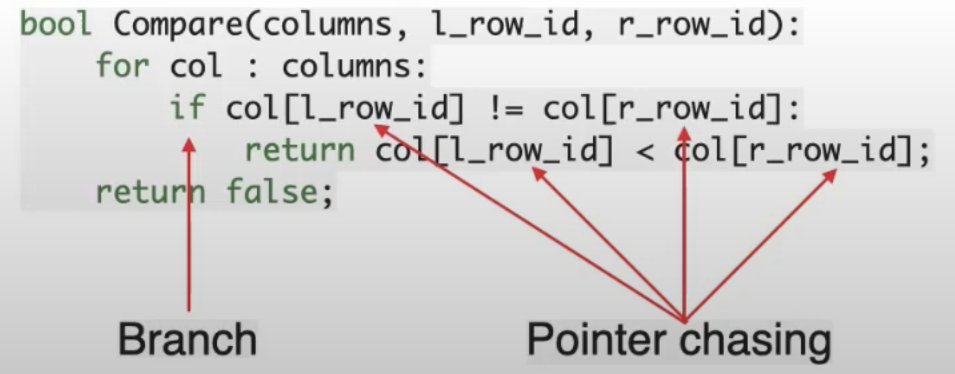 bool Compare(columns, l_row_id, r_row_id):
for col : columns:
if col[l_row_id] != col[r_row_id]:
return col[l_row_id] < col[r_row_id];
return false;
Branch
Pointer chasing